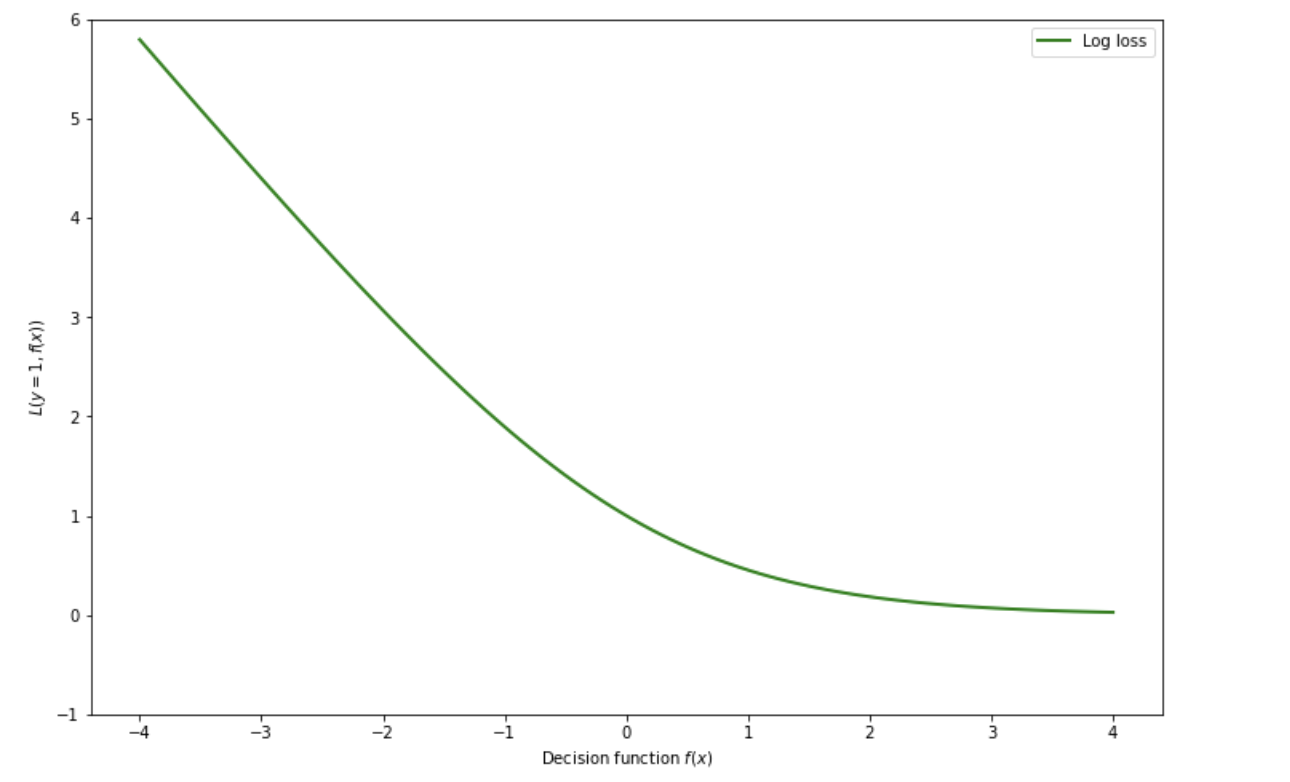 6
Log loss
5
4
3
2
1
0
−1
L(y = 1, f(x))
−4 −3 −2 −1 0 1 2 3 4
Decision function f(x)